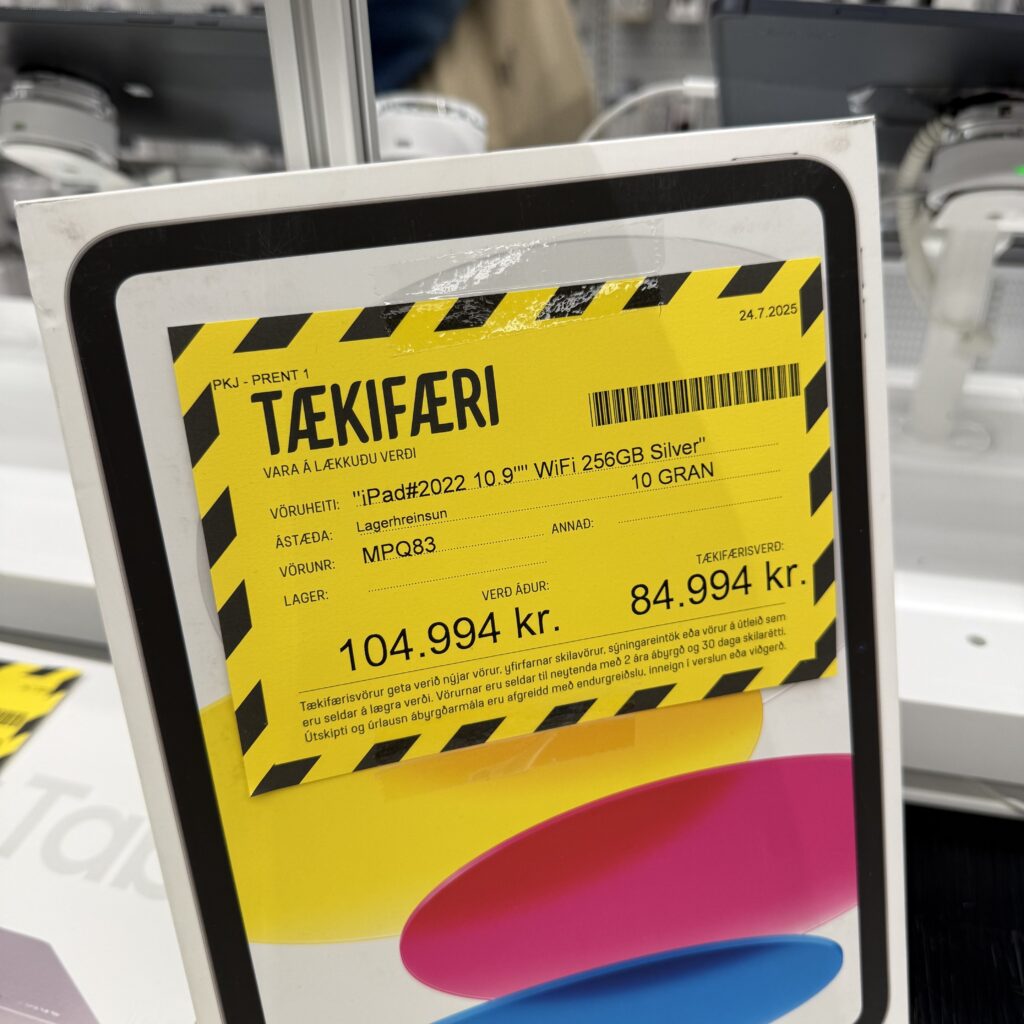 24.7.2025
PKJ - PRENT 1
TÆKIFÆRI
VARA Á LÆKKUÐU VERÐI
VÖRUHEITI: "iPad#2022 10.9"" WiFi 256GB Silver"
ÁSTÆÐA: Lagerhreinsun 10 GRAN
VÖRUNR: MPQ83 ANNAÐ:
LAGER:
VERÐ ÁÐUR: TÆKIFÆRISVERÐ:
104.994 kr. 84.994 kr.
Tækifærisvörur geta verið nýjar vörur, yfirfarnar skilavörur, sýningareintök eða vörur á útleið sem
eru seldar á lægra verði. Vörurnar eru seldar til neytenda með 2 ára ábyrgð og 30 daga skilarétti.
Útskipti og úrlausn ábyrgðarmála eru afgreidd með endurgreiðslu, inneign í verslun eða viðgerð.
Tab